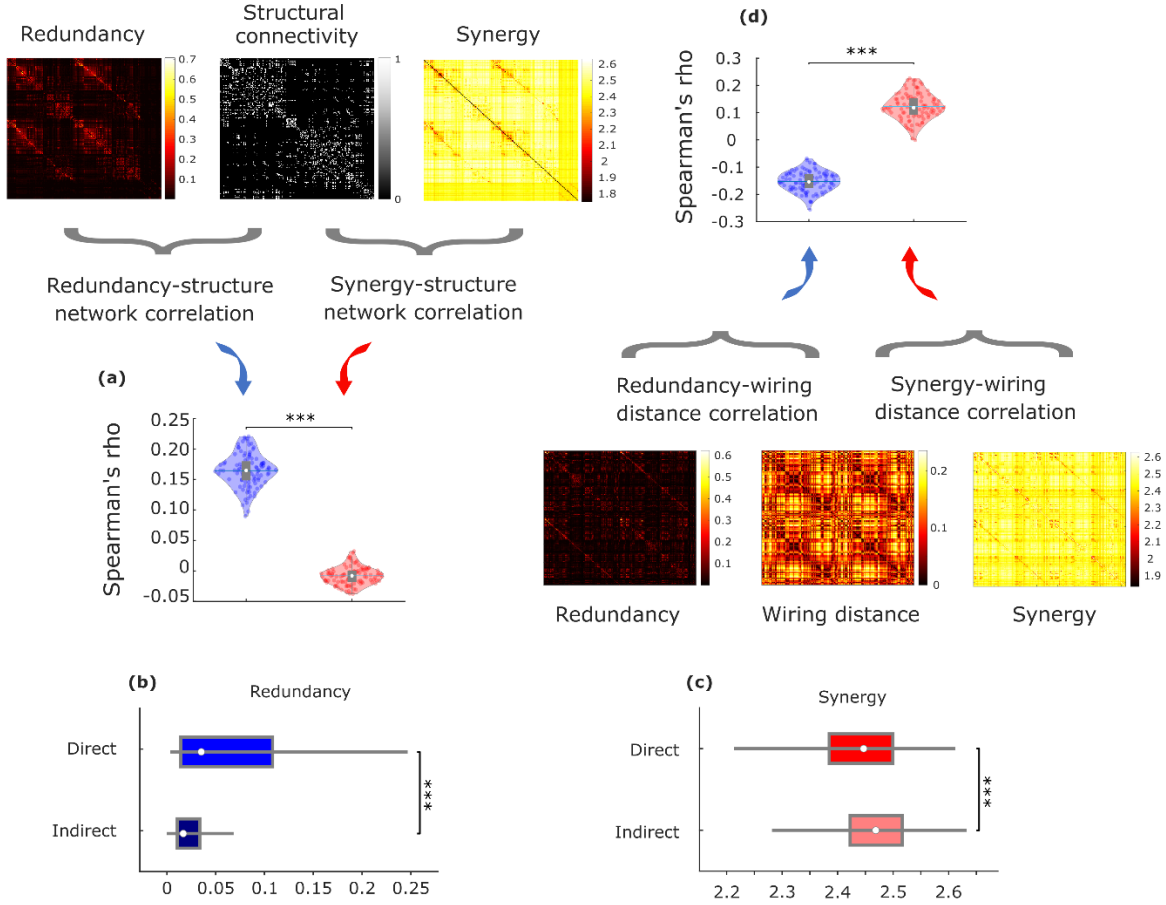 Redundancy
Structural
connectivity
Synergy
0.7
0.6
0.5
0.4
0.3
0.2
0.1
1
0
2.6
2.5
2.4
2.3
2.2
2.1
2
1.9
1.8
Redundancy-structure
network correlation
Synergy-structure
network correlation
(a)
Spearman's rho
0.25
0.20
0.15
0.10
0.05
0
-0.05
***
(d)
Spearman's rho
0.3
0.2
0.1
0
-0.1
-0.2
-0.3
***
Redundancy-wiring
distance correlation
Synergy-wiring
distance correlation
0.6
0.5
0.4
0.3
0.2
0.1
0.2
0.1
0
2.6
2.5
2.4
2.3
2.2
2.1
2
1.9
Redundancy
Wiring distance
Synergy
(b)
Redundancy
Direct
Indirect
***
0 0.05 0.1 0.15 0.2 0.25
(c)
Synergy
Direct
Indirect
***
2.2 2.3 2.4 2.5 2.6